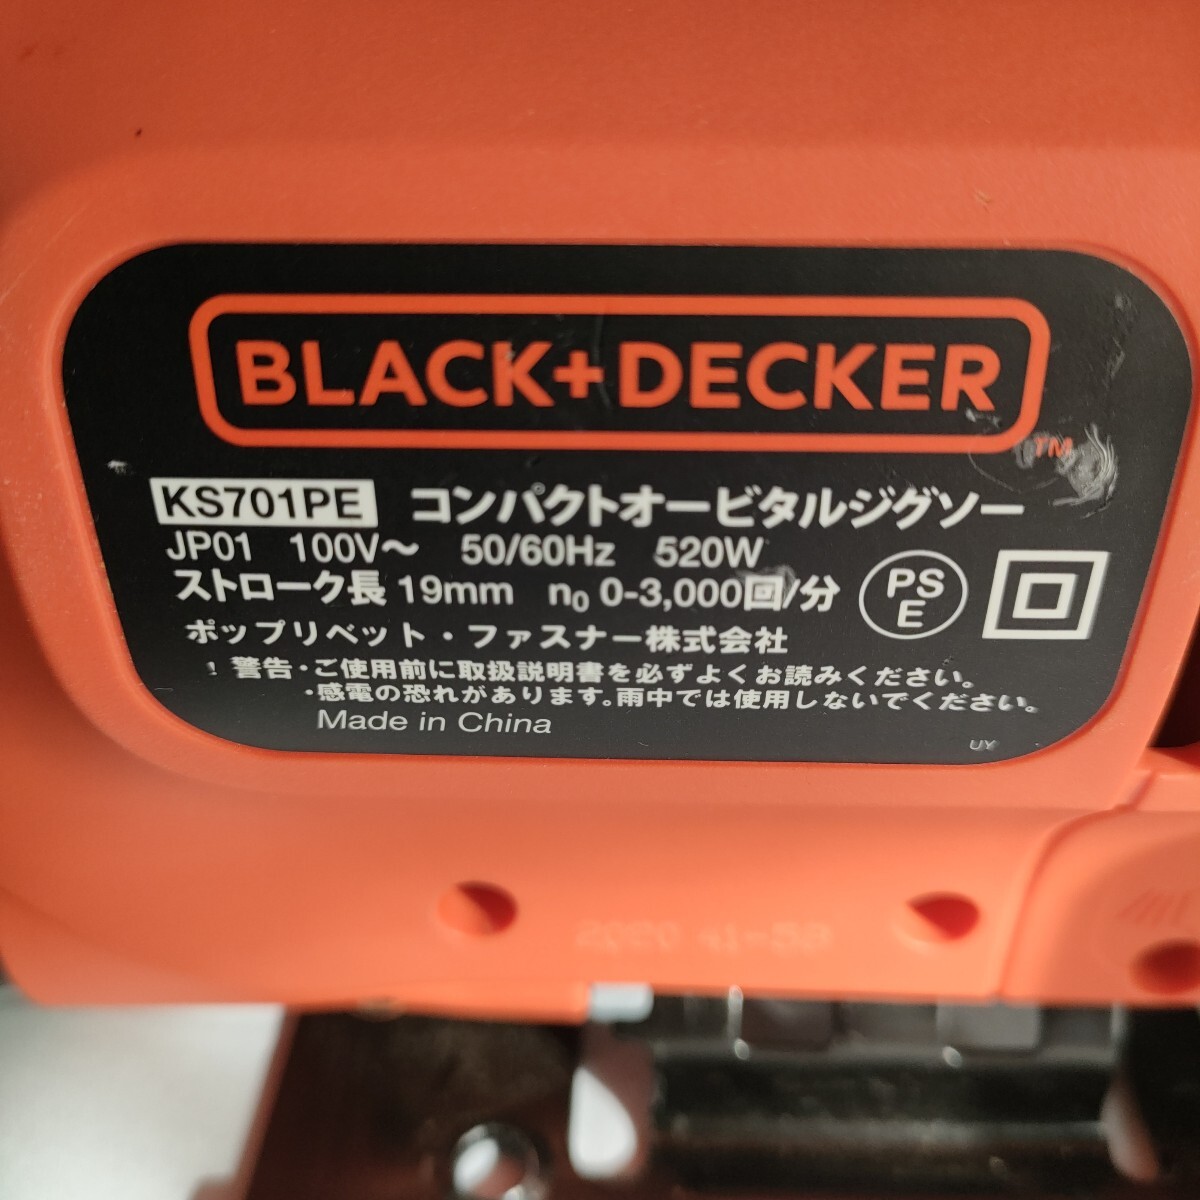 BLACK+DECKER
TM
KS701PE コンパクトオービタルジグソー
JP01 100V～ 50/60Hz 520W
ストローク長 19mm n₀ 0-3,000回/分
PS
E
ポップリベット・ファスナー株式会社
! 警告・ご使用前に取扱説明書を必ずよくお読みください。
・感電の恐れがあります。雨中では使用しないでください。
Made in China
UY